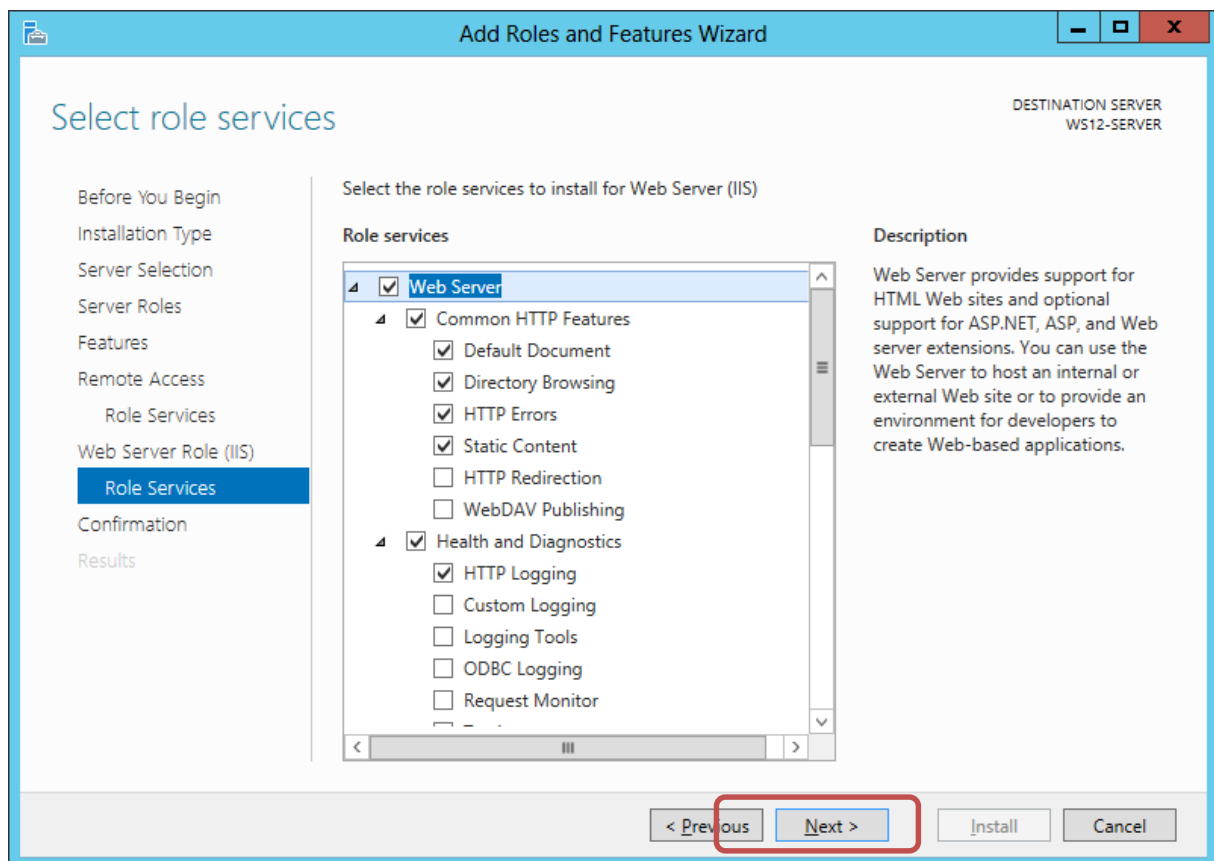 Add Roles and Features Wizard
Select role services
DESTINATION SERVER
WS12-SERVER
Before You Begin
Installation Type
Server Selection
Server Roles
Features
Remote Access
Role Services
Web Server Role (IIS)
Role Services
Confirmation
Results
Select the role services to install for Web Server (IIS)
Role services
Web Server
Common HTTP Features
Default Document
Directory Browsing
HTTP Errors
Static Content
HTTP Redirection
WebDAV Publishing
Health and Diagnostics
HTTP Logging
Custom Logging
Logging Tools
ODBC Logging
Request Monitor
Description
Web Server provides support for
HTML Web sites and optional
support for ASP.NET, ASP, and Web
server extensions. You can use the
Web Server to host an internal or
external Web site or to provide an
environment for developers to
create Web-based applications.
< Previous
Next >
Install
Cancel